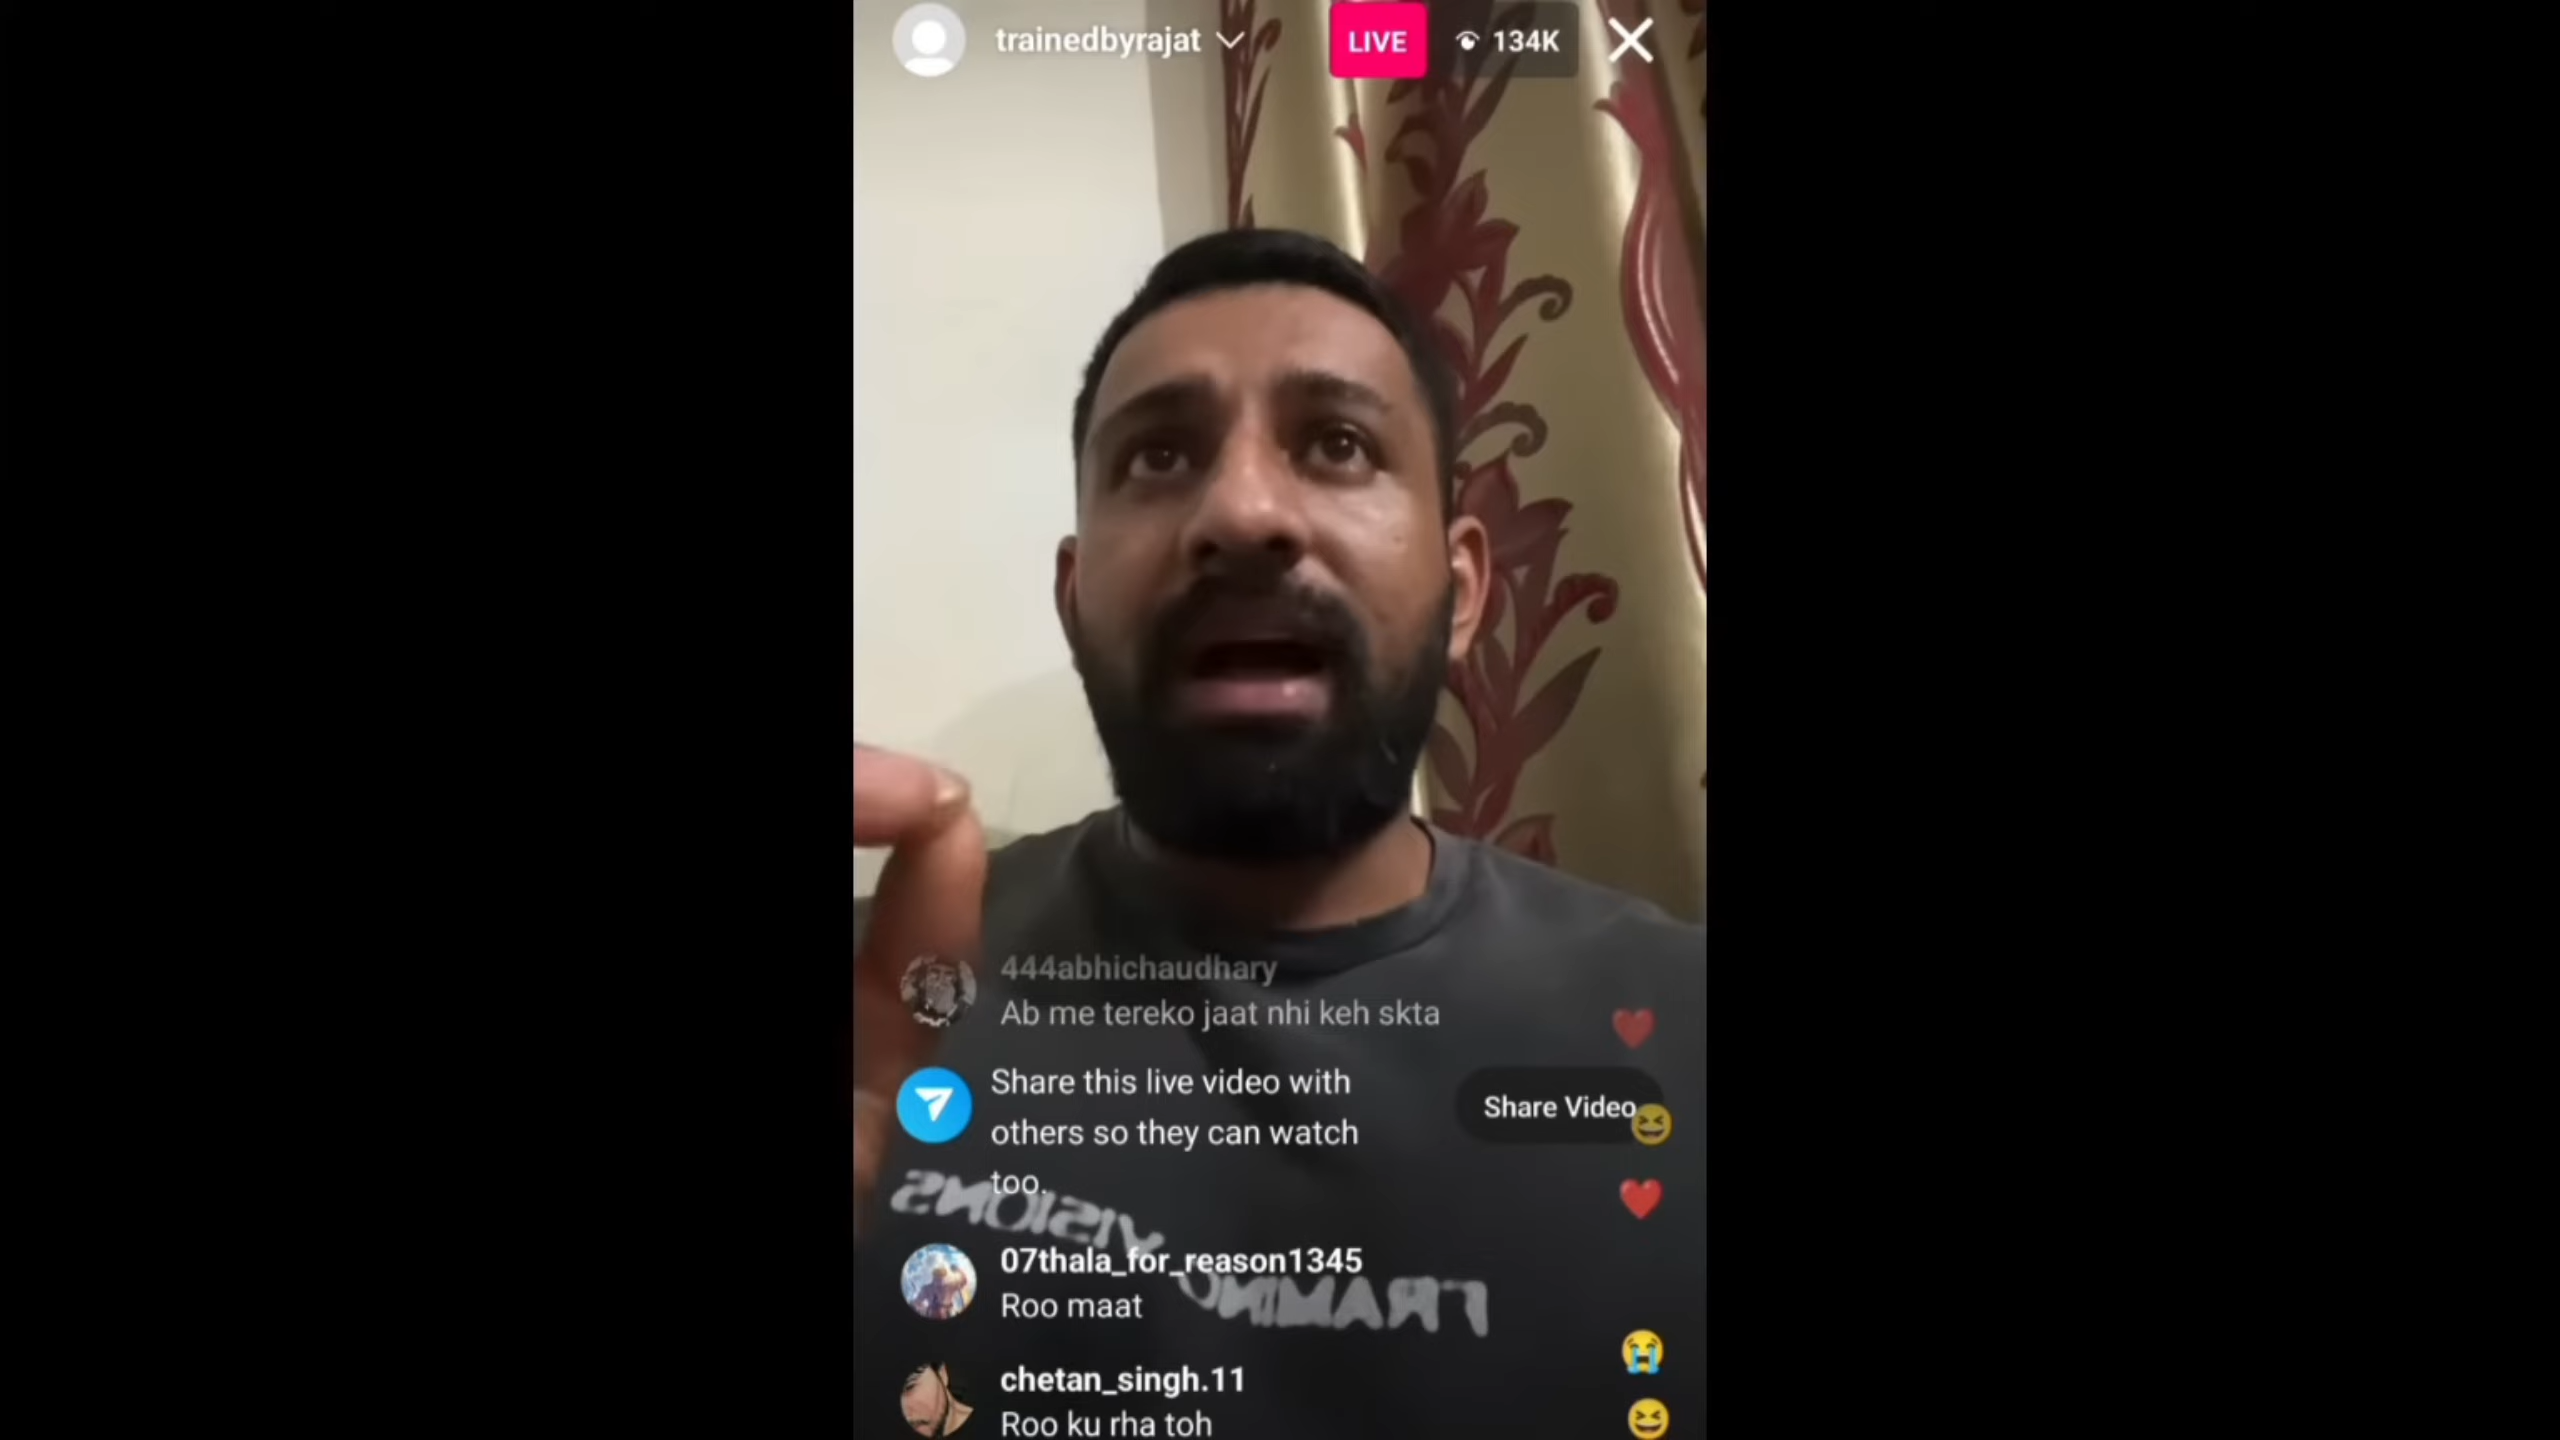 trainedbyrajat
LIVE
134K
444abhichaudhary
Ab me tereko jaat nhi keh skta
Share this live video with
others so they can watch
too.
Share Video
VISIONS
07thala_for_reason1345
Roo maat
chetan_singh.11
Roo ku rha toh